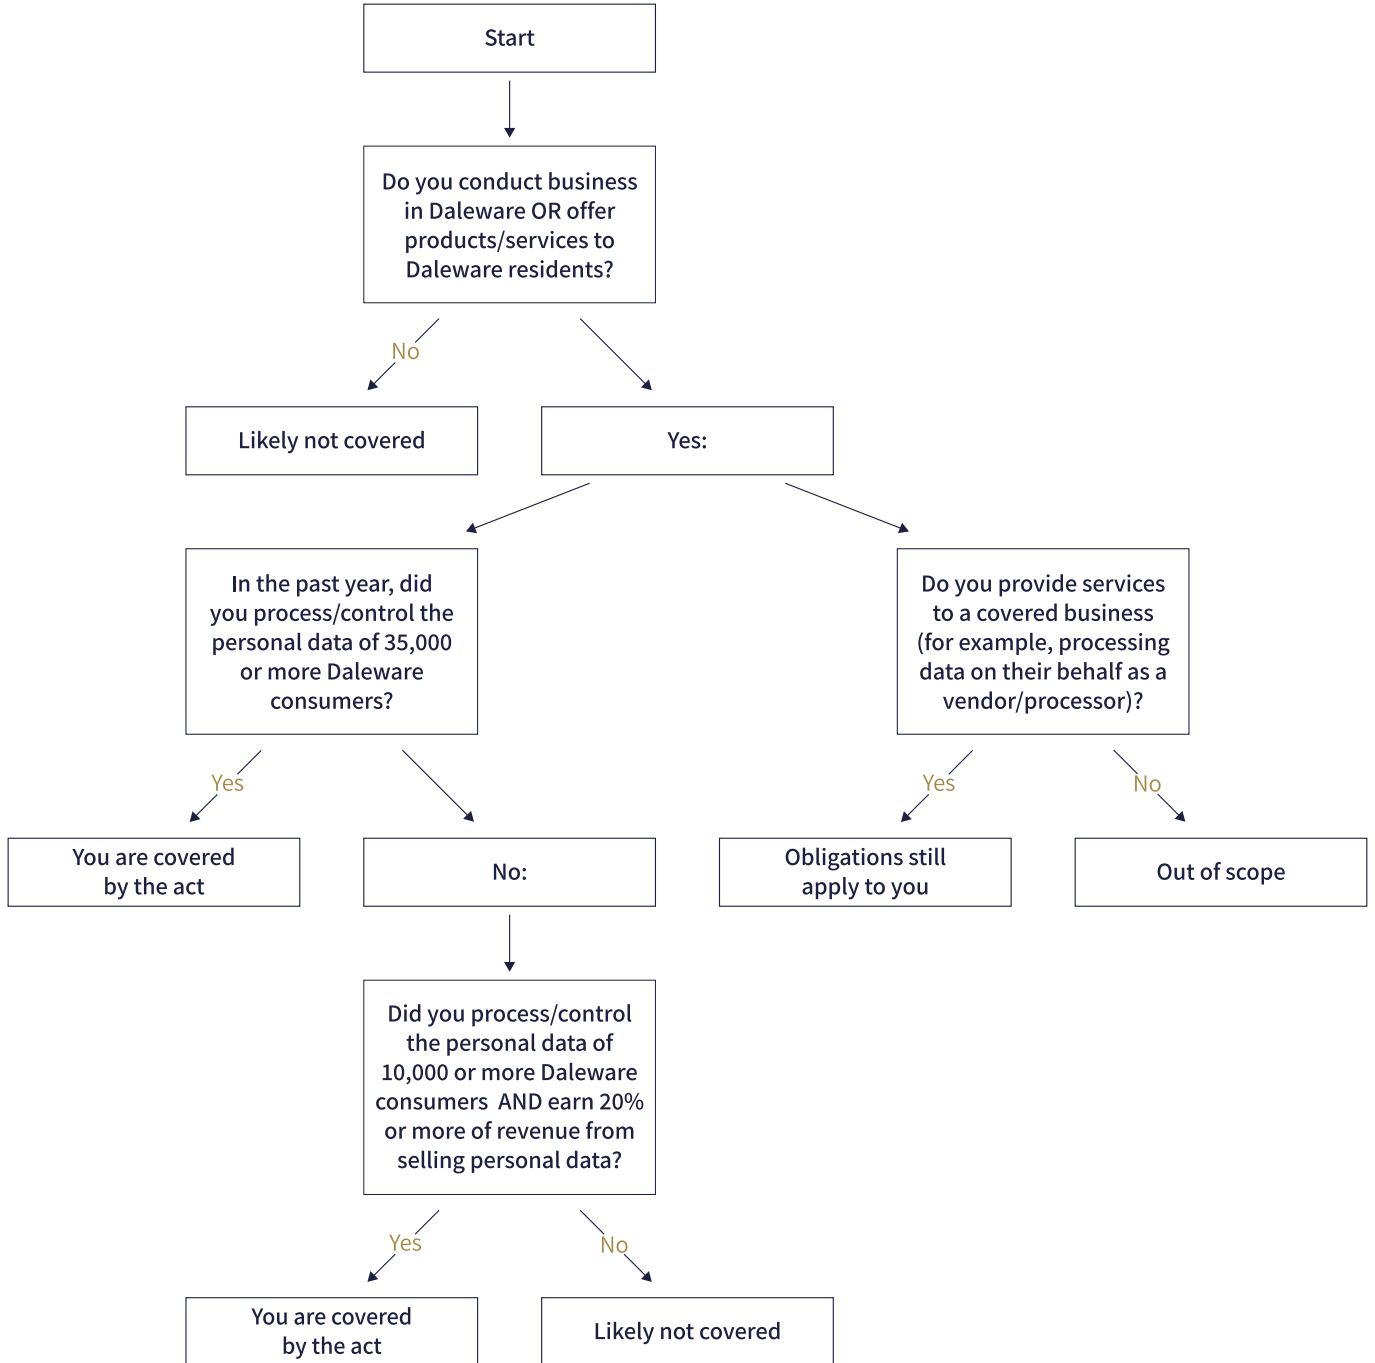 Start
Do you conduct business
in Daleware OR offer
products/services to
Daleware residents?
No
Likely not covered
Yes:
In the past year, did
you process/control the
personal data of 35,000
or more Daleware
consumers?
Do you provide services
to a covered business
(for example, processing
data on their behalf as a
vendor/processor)?
Yes
Yes
No
You are covered
by the act
No:
Obligations still
apply to you
Out of scope
Did you process/control
the personal data of
10,000 or more Daleware
consumers AND earn 20%
or more of revenue from
selling personal data?
Yes
No
You are covered
by the act
Likely not covered